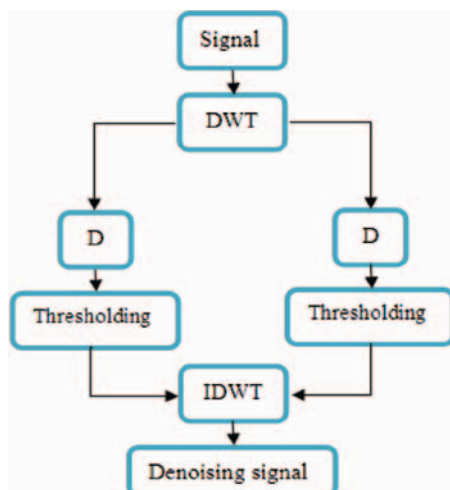 Signal
DWT
D
D
Thresholding
Thresholding
IDWT
Denoising signal